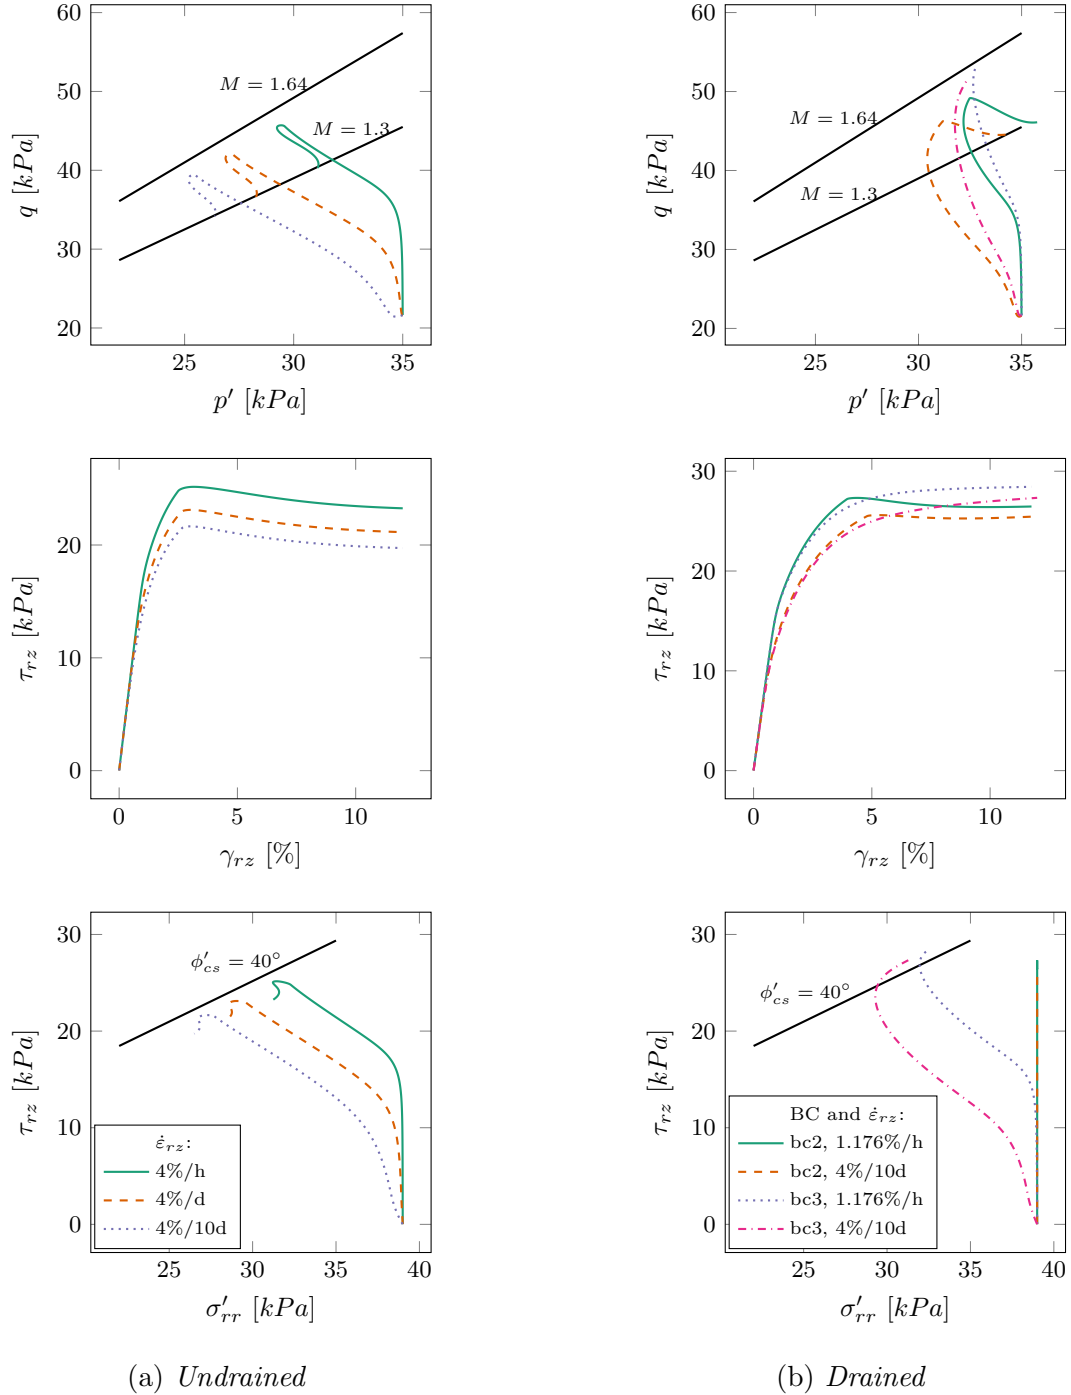 60
50
40
30
20
q [kPa]
M = 1.64
M = 1.3
25
30
35
p′ [kPa]
60
50
40
30
20
q [kPa]
M = 1.64
M = 1.3
25
30
35
p′ [kPa]
20
10
0
τrz [kPa]
0
5
10
γrz [%]
30
20
10
0
τrz [kPa]
0
5
10
γrz [%]
30
20
10
0
τrz [kPa]
ϕ′cs = 40°
ε̇rz:
4%/h
4%/d
4%/10d
25
30
35
40
σ′rr [kPa]
30
20
10
0
τrz [kPa]
ϕ′cs = 40°
BC and ε̇rz:
bc2, 1.176%/h
bc2, 4%/10d
bc3, 1.176%/h
bc3, 4%/10d
25
30
35
40
σ′rr [kPa]
(a) Undrained
(b) Drained